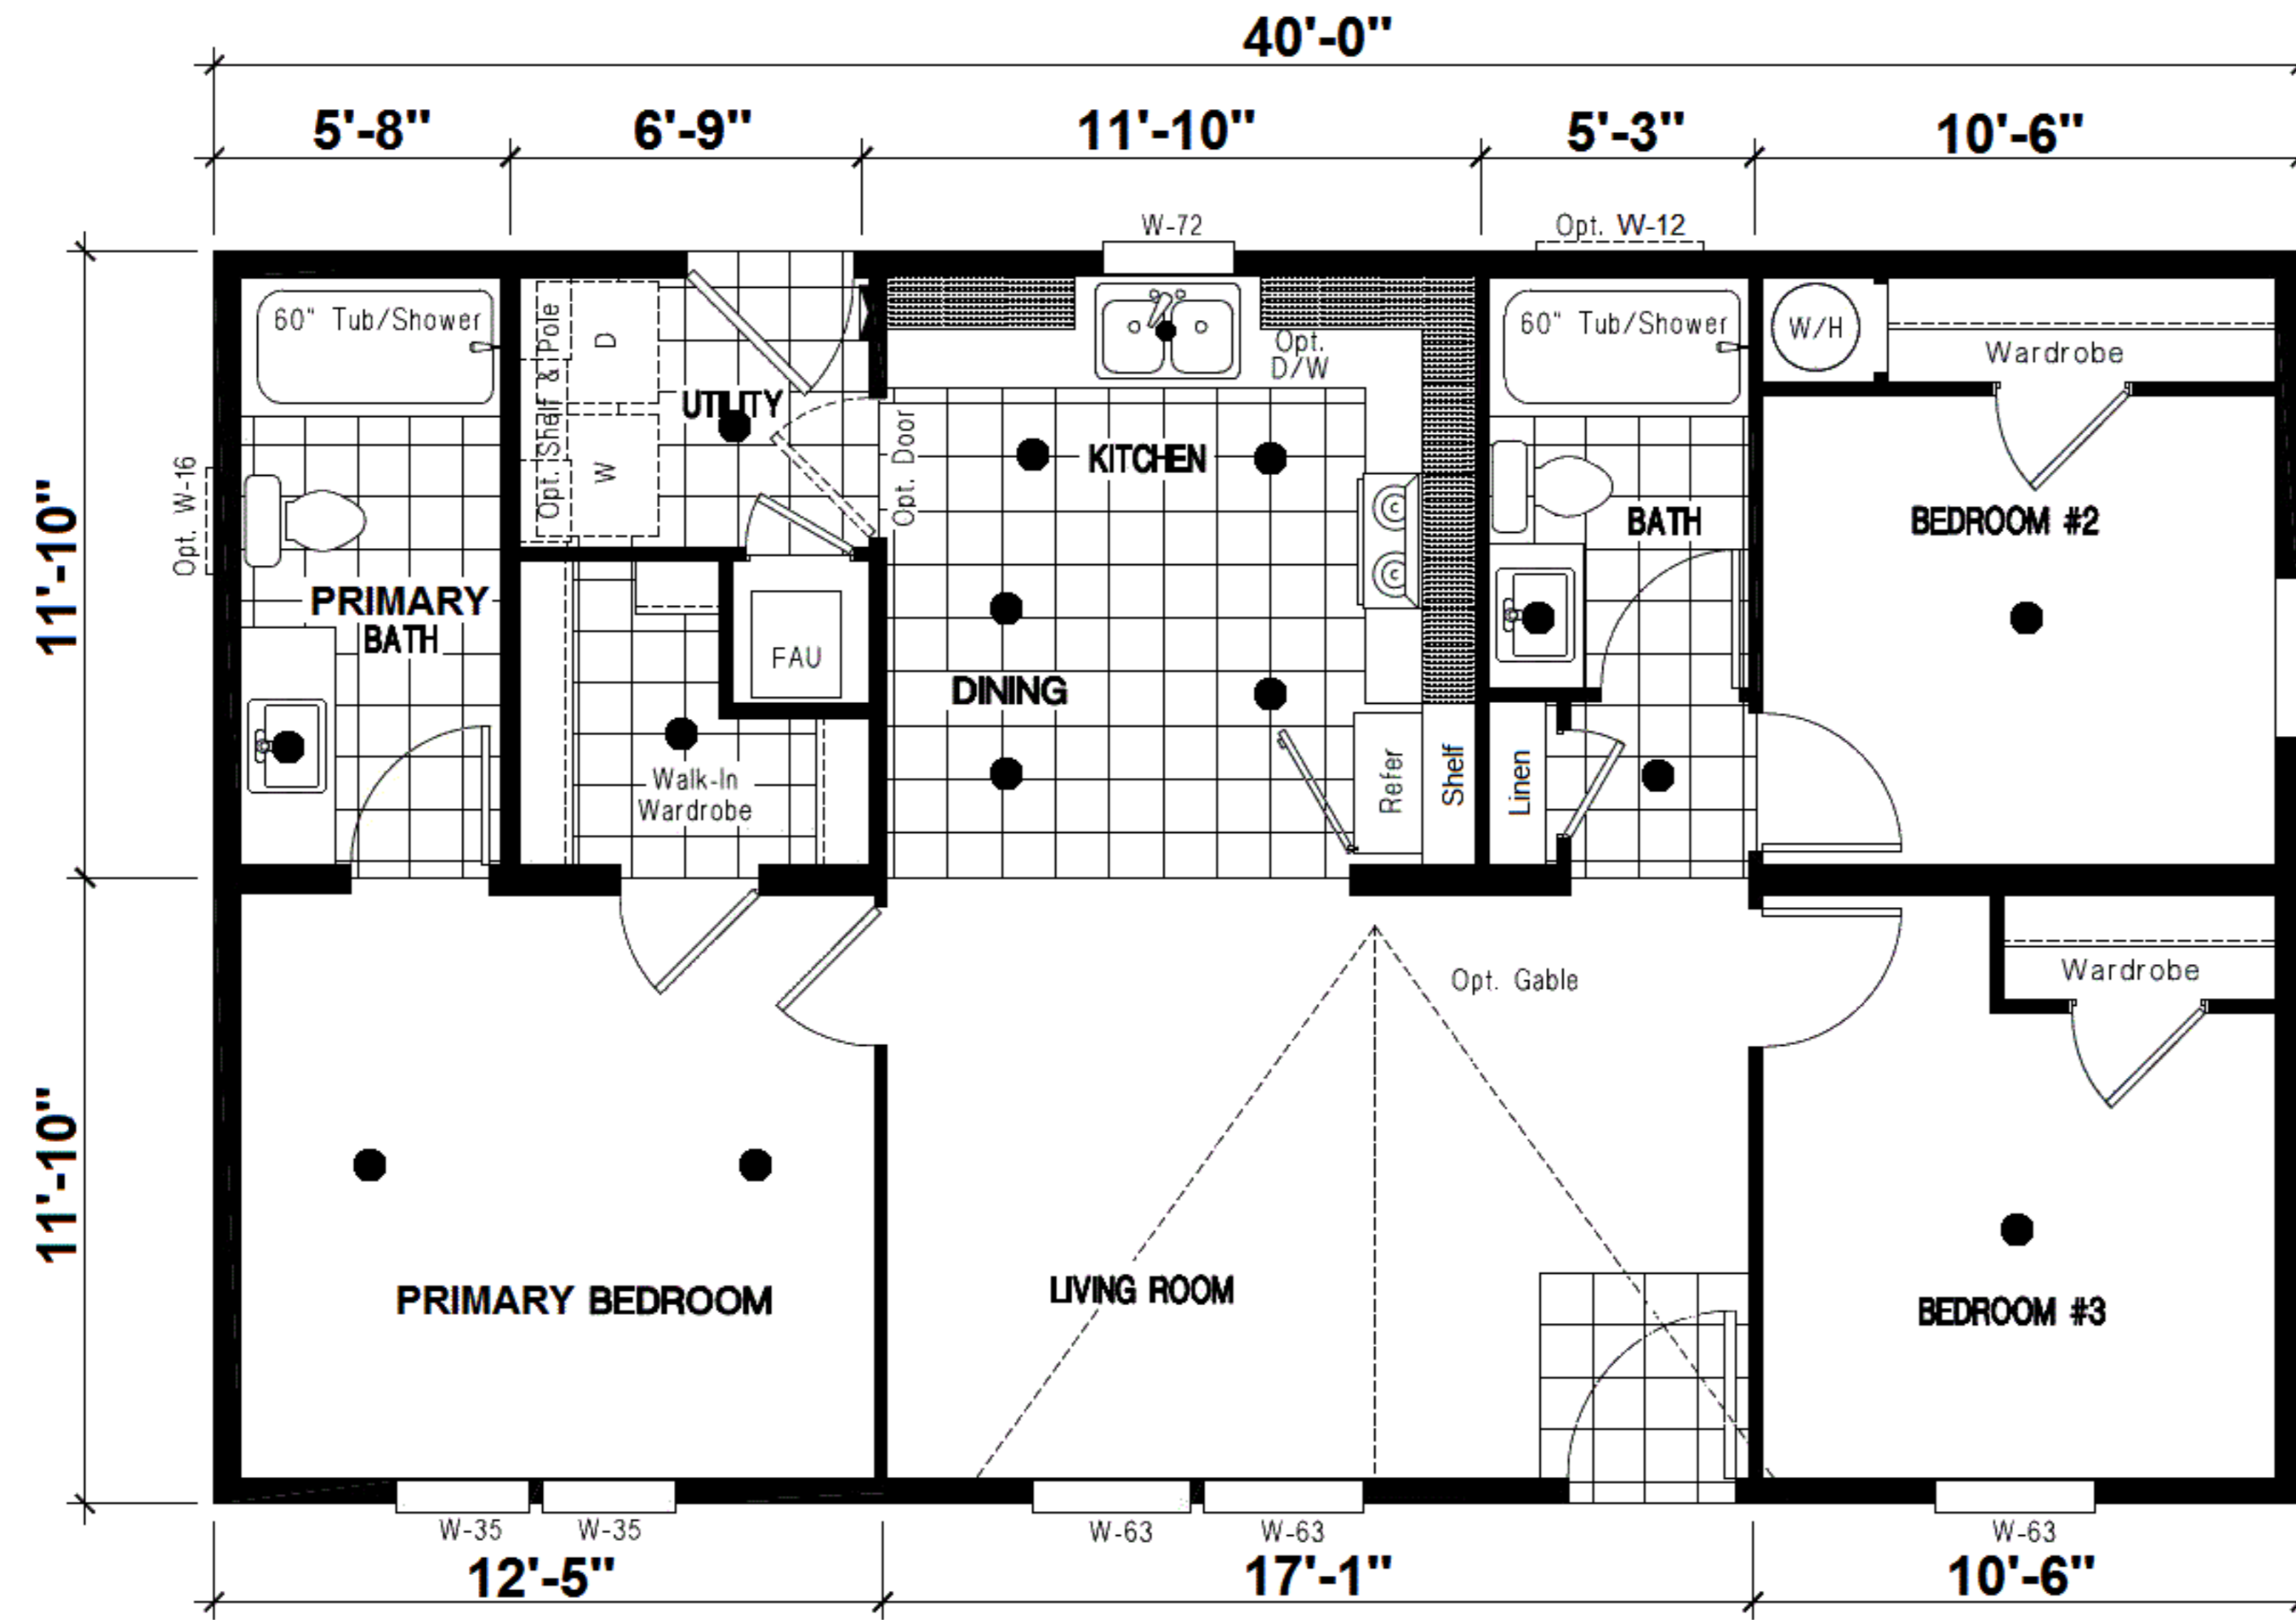 40'-0"
5'-8"
6'-9"
11'-10"
5'-3"
10'-6"
W-72
Opt. W-12
60" Tub/Shower
Opt. Shelf & Pole
D
W
UTILITY
Opt. Door
Opt.
D/W
KITCHEN
60" Tub/Shower
W/H
Wardrobe
Opt. W-16
11'-10"
PRIMARY
BATH
BATH
BEDROOM #2
FAU
DINING
Walk-In
Wardrobe
Refer
Shelf
Linen
Opt. Gable
Wardrobe
11'-10"
PRIMARY BEDROOM
LIVING ROOM
BEDROOM #3
W-35
W-35
W-63
W-63
W-63
12'-5"
17'-1"
10'-6"